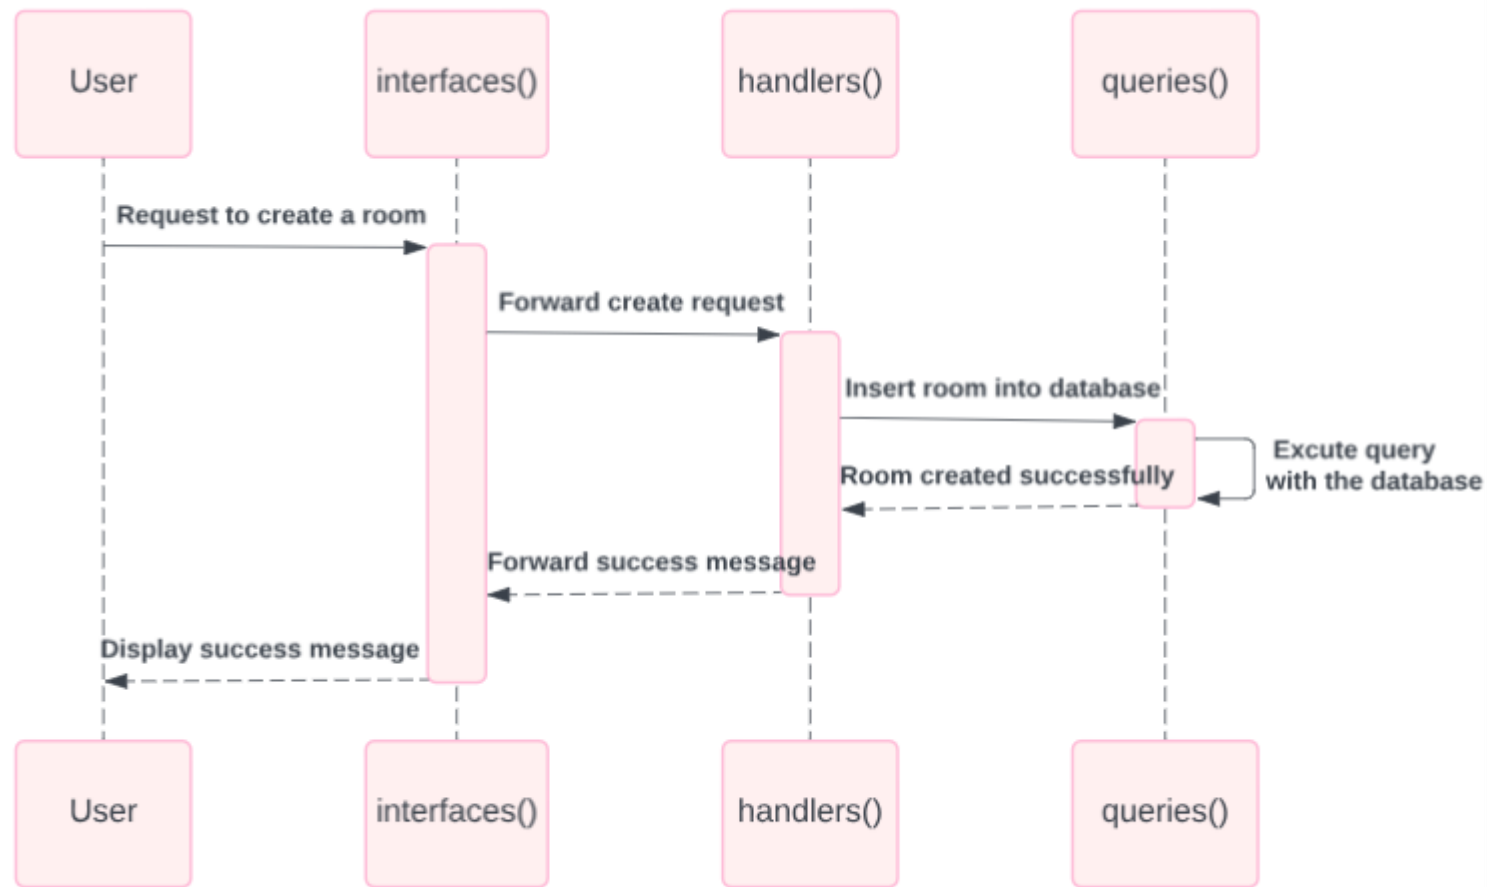 User
interfaces()
handlers()
queries()
Request to create a room
Forward create request
Insert room into database
Excute query
with the database
Room created successfully
Forward success message
Display success message
User
interfaces()
handlers()
queries()